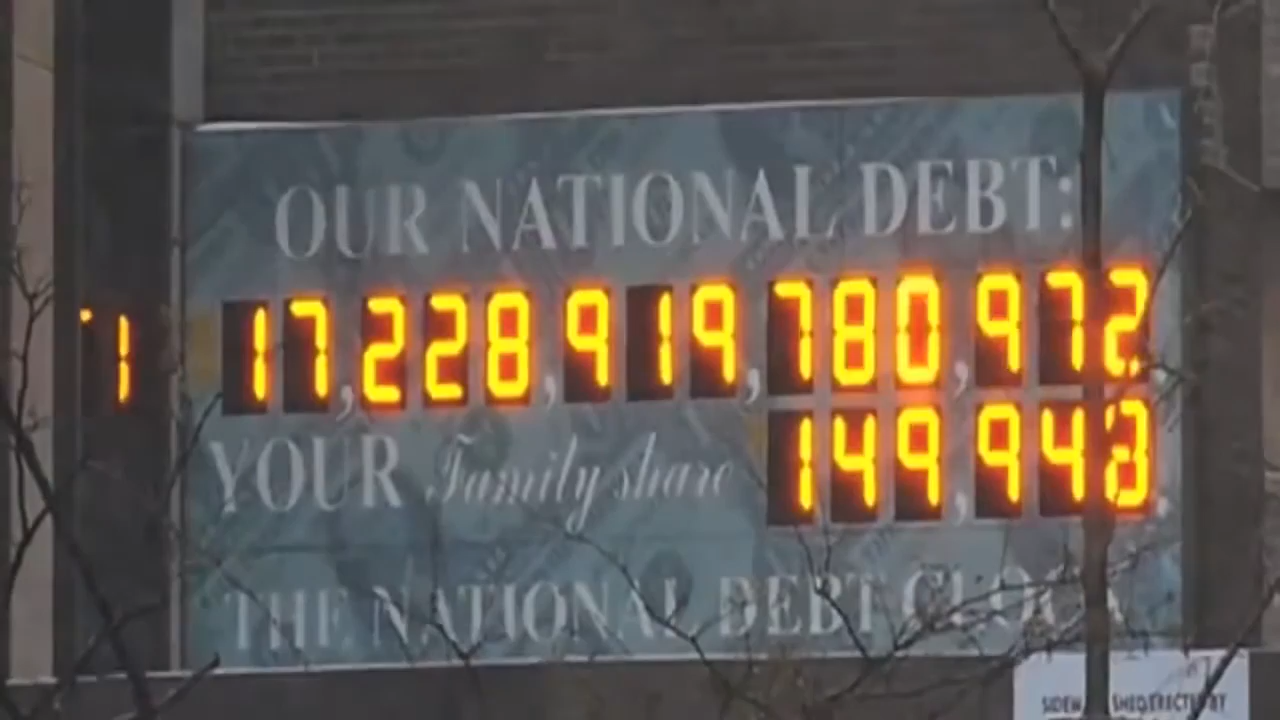 OUR NATIONAL DEBT:
17,228,919,780,972
YOUR Family share 149,943
THE NATIONAL DEBT CLOCK